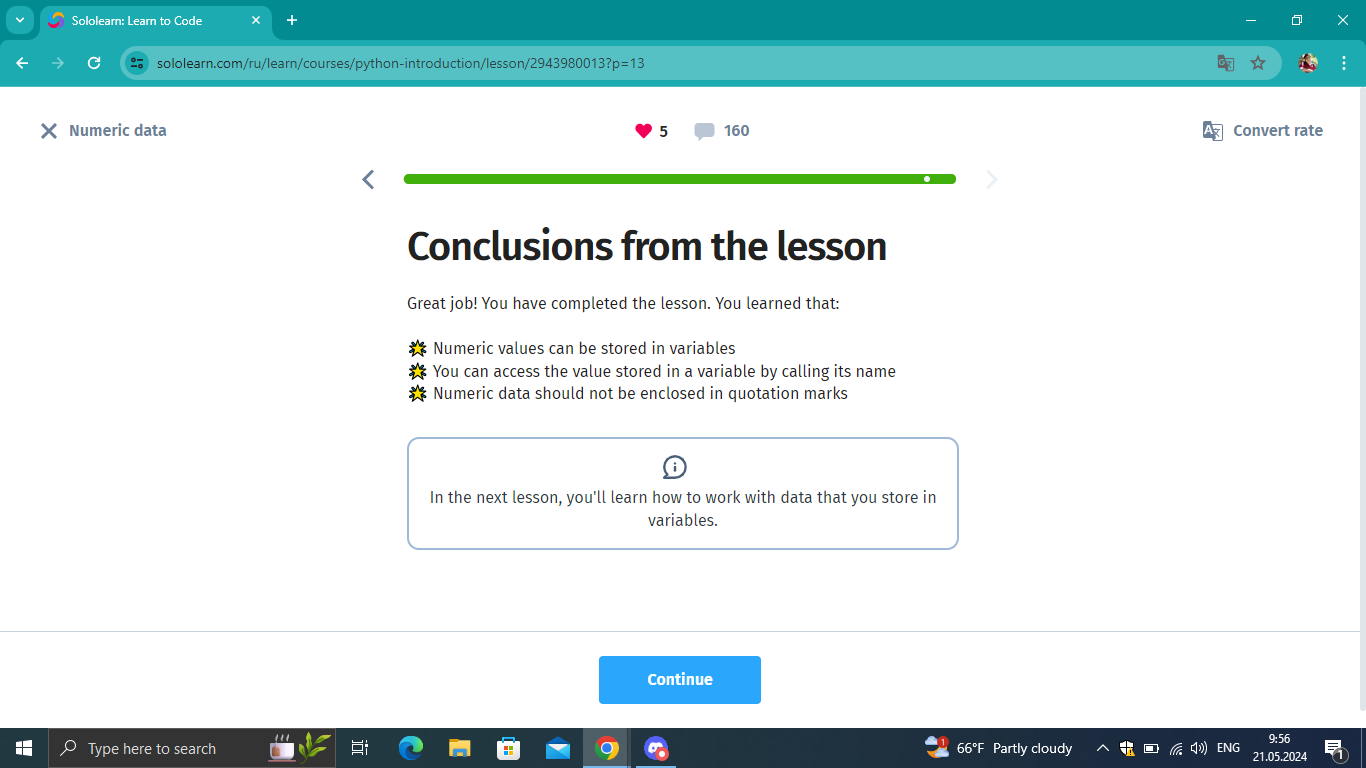 Sololearn: Learn to Code
sololearn.com/ru/learn/courses/python-introduction/lesson/2943980013?p=13
Numeric data
5
160
Convert rate
Conclusions from the lesson
Great job! You have completed the lesson. You learned that:
Numeric values can be stored in variables
You can access the value stored in a variable by calling its name
Numeric data should not be enclosed in quotation marks
In the next lesson, you'll learn how to work with data that you store in
variables.
Continue
Type here to search
1
66°F Partly cloudy
ENG
9:56
21.05.2024
1